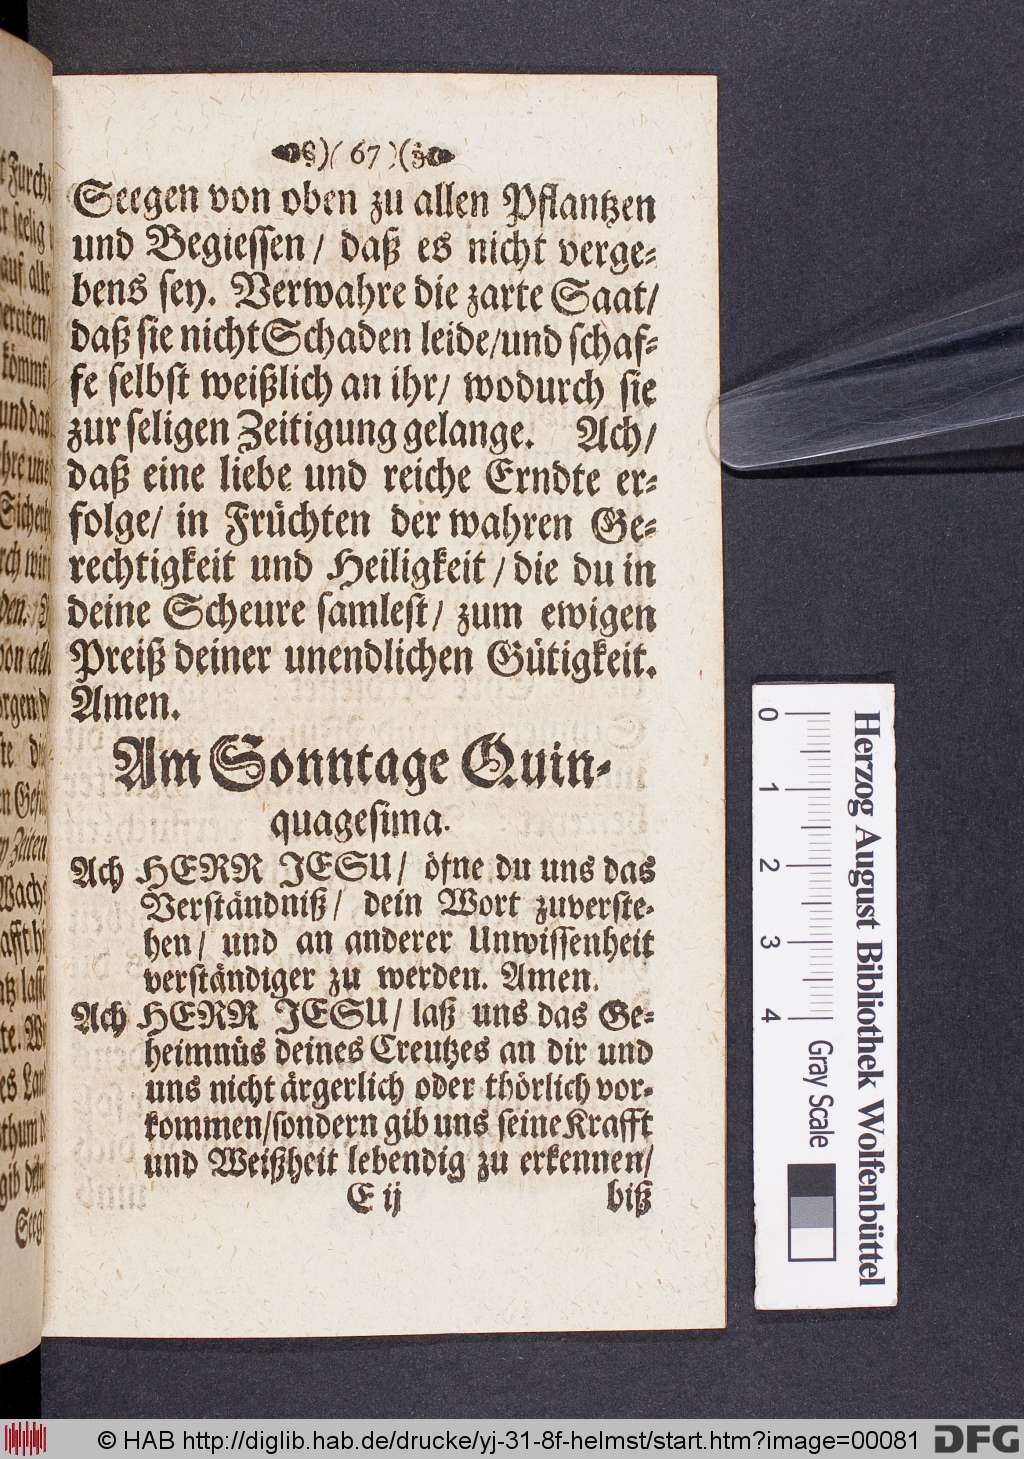 )( 67 )(
Seegen von oben zu allen Pflantzen
und Begiessen / daß es nicht verge-
bens sey. Verwahre die zarte Saat/
daß sie nicht Schaden leide/und schaf-
fe selbst weißlich an ihr/ wodurch sie
zur seligen Zeitigung gelange. Ach/
daß eine liebe und reiche Erndte er-
folge/ in Früchten der wahren Ge-
rechtigkeit und Heiligkeit / die du in
deine Scheure samlest/ zum ewigen
Preiß deiner unendlichen Gütigkeit.
Amen.
Am Sonntage Quin-
quagesima.
Ach HERR JESU/ öfne du uns das
Verständniß/ dein Wort zuverste-
hen/ und an anderer Unwissenheit
verständiger zu werden. Amen.
Ach HERR JESU/ laß uns das Ge-
heimnüs deines Creutzes an dir und
uns nicht ärgerlich oder thörlich vor-
kommen/sondern gib uns seine Krafft
und Weißheit lebendig zu erkennen/
E ij biß
0 1 2 3 4 Gray Scale
Herzog August Bibliothek Wolfenbüttel
© HAB http://diglib.hab.de/drucke/yj-31-8f-helmst/start.htm?image=00081 DFG